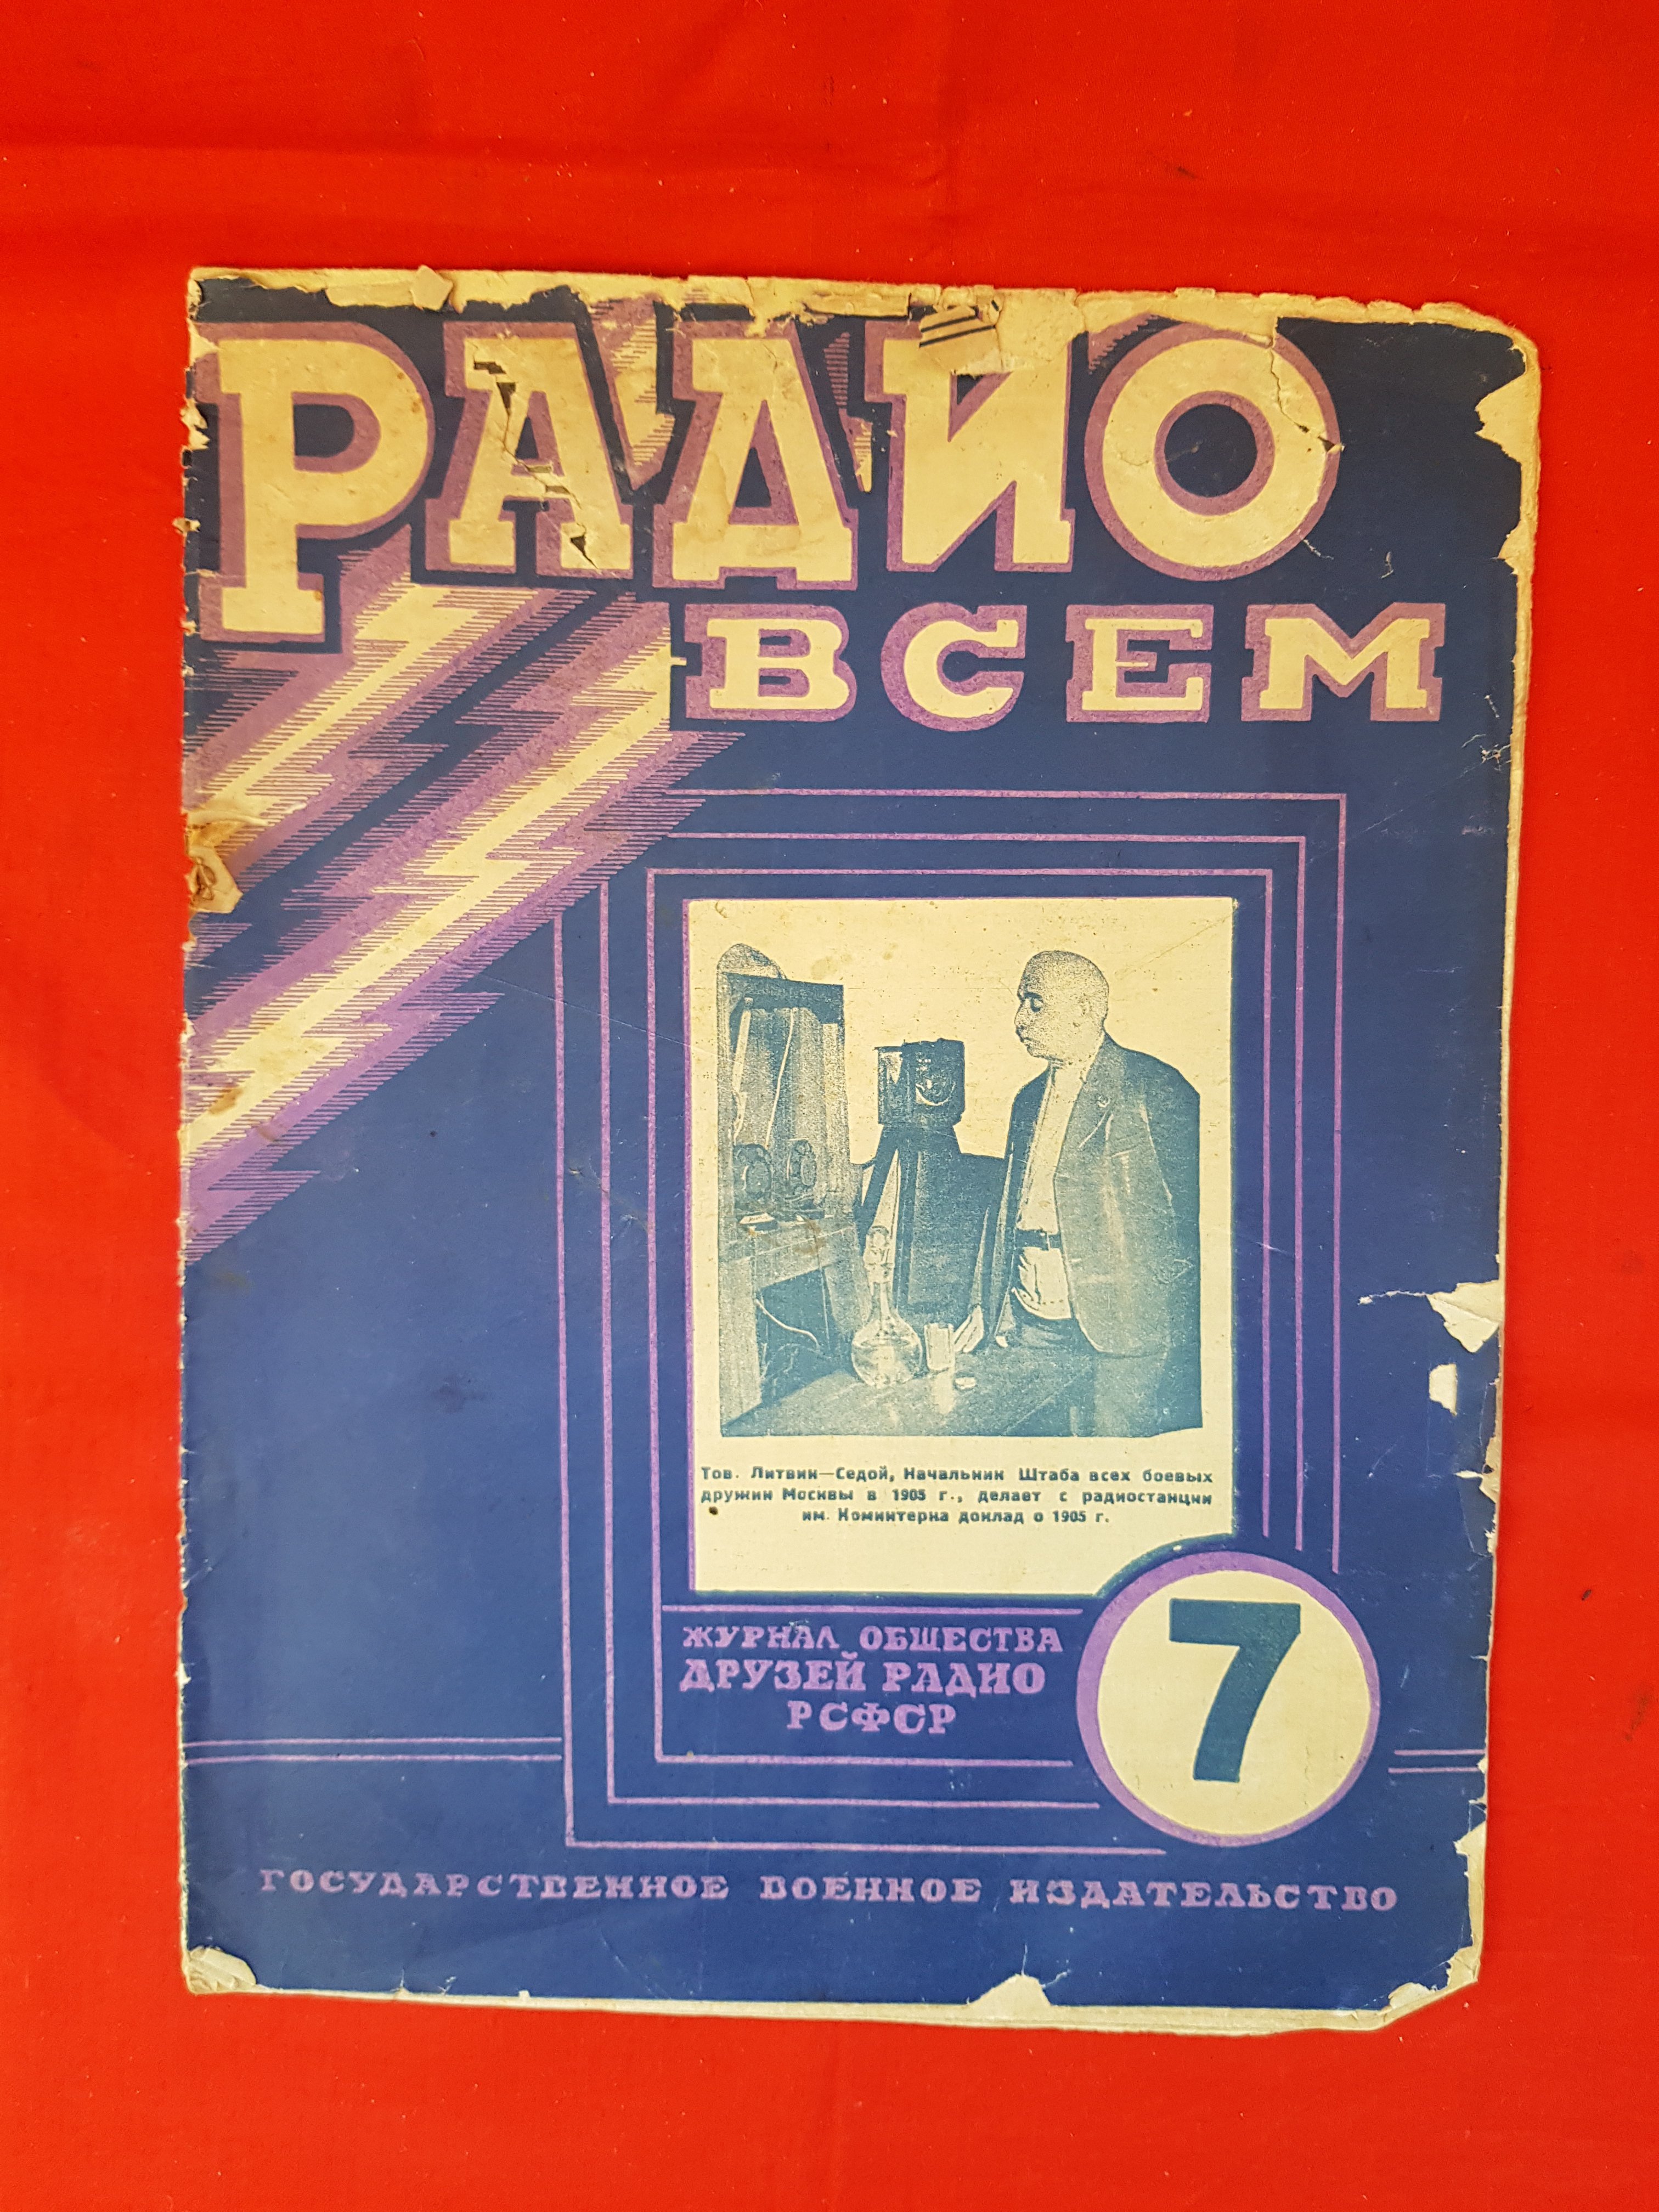 РАДИО
ВСЕМ
Тов. Литвин—Седой, Начальник Штаба всех боевых
дружин Москвы в 1905 г., делает с радиостанции
им. Коминтерна доклад о 1905 г.
ЖУРНАЛ ОБЩЕСТВА
ДРУЗЕЙ РАДИО
РСФСР
7
ГОСУДАРСТВЕННОЕ ВОЕННОЕ ИЗДАТЕЛЬСТВО